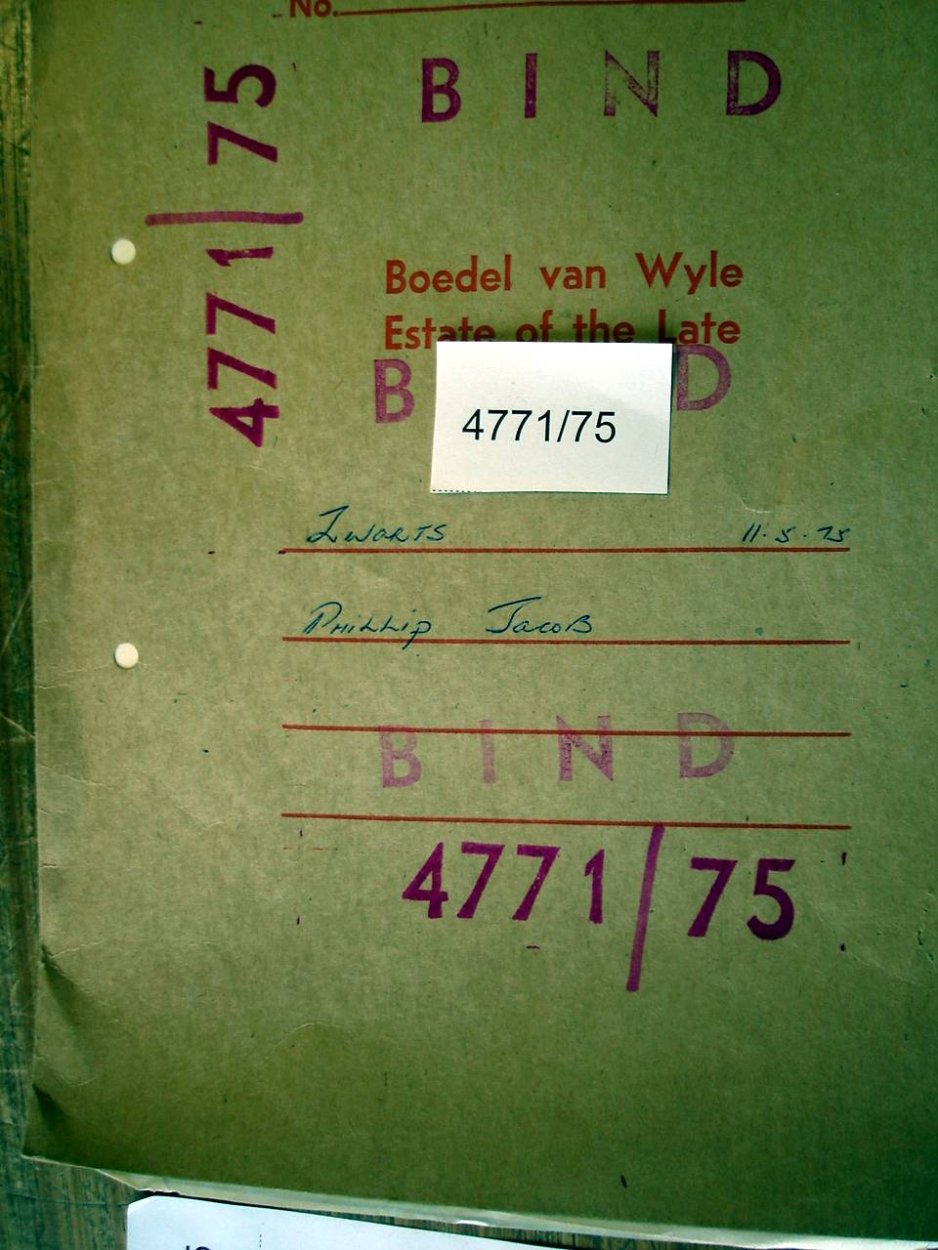 No.
BIND
4771/75
Boedel van Wyle
Estate of the Late
B D
4771/75
Zwarts 11.5.75
Phillip Jacob
BIND
4771/75